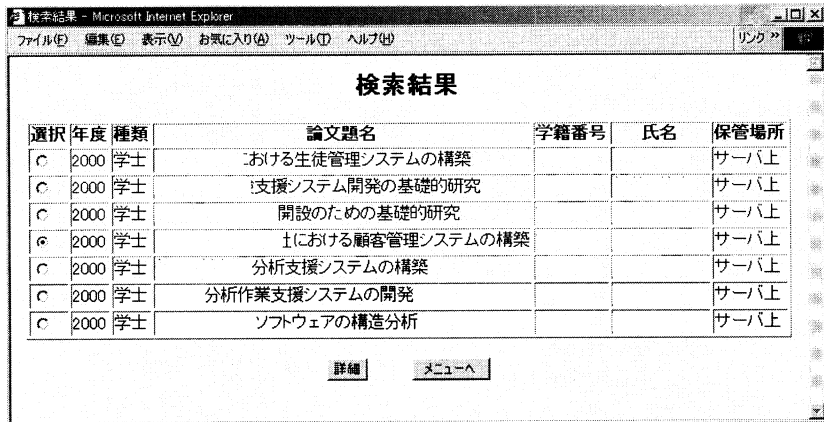 検索結果 - Microsoft Internet Explorer
ファイル(F) 編集(E) 表示(V) お気に入り(A) ツール(T) ヘルプ(H) リンク »
検索結果
選択 年度 種類 論文題名 学籍番号 氏名 保管場所
2000 学士 おける生徒管理システムの構築 サーバ上
2000 学士 支援システム開発の基礎的研究 サーバ上
2000 学士 開設のための基礎的研究 サーバ上
2000 学士 における顧客管理システムの構築 サーバ上
2000 学士 分析支援システムの構築 サーバ上
2000 学士 分析作業支援システムの開発 サーバ上
2000 学士 ソフトウェアの構造分析 サーバ上
詳細 メニューへ